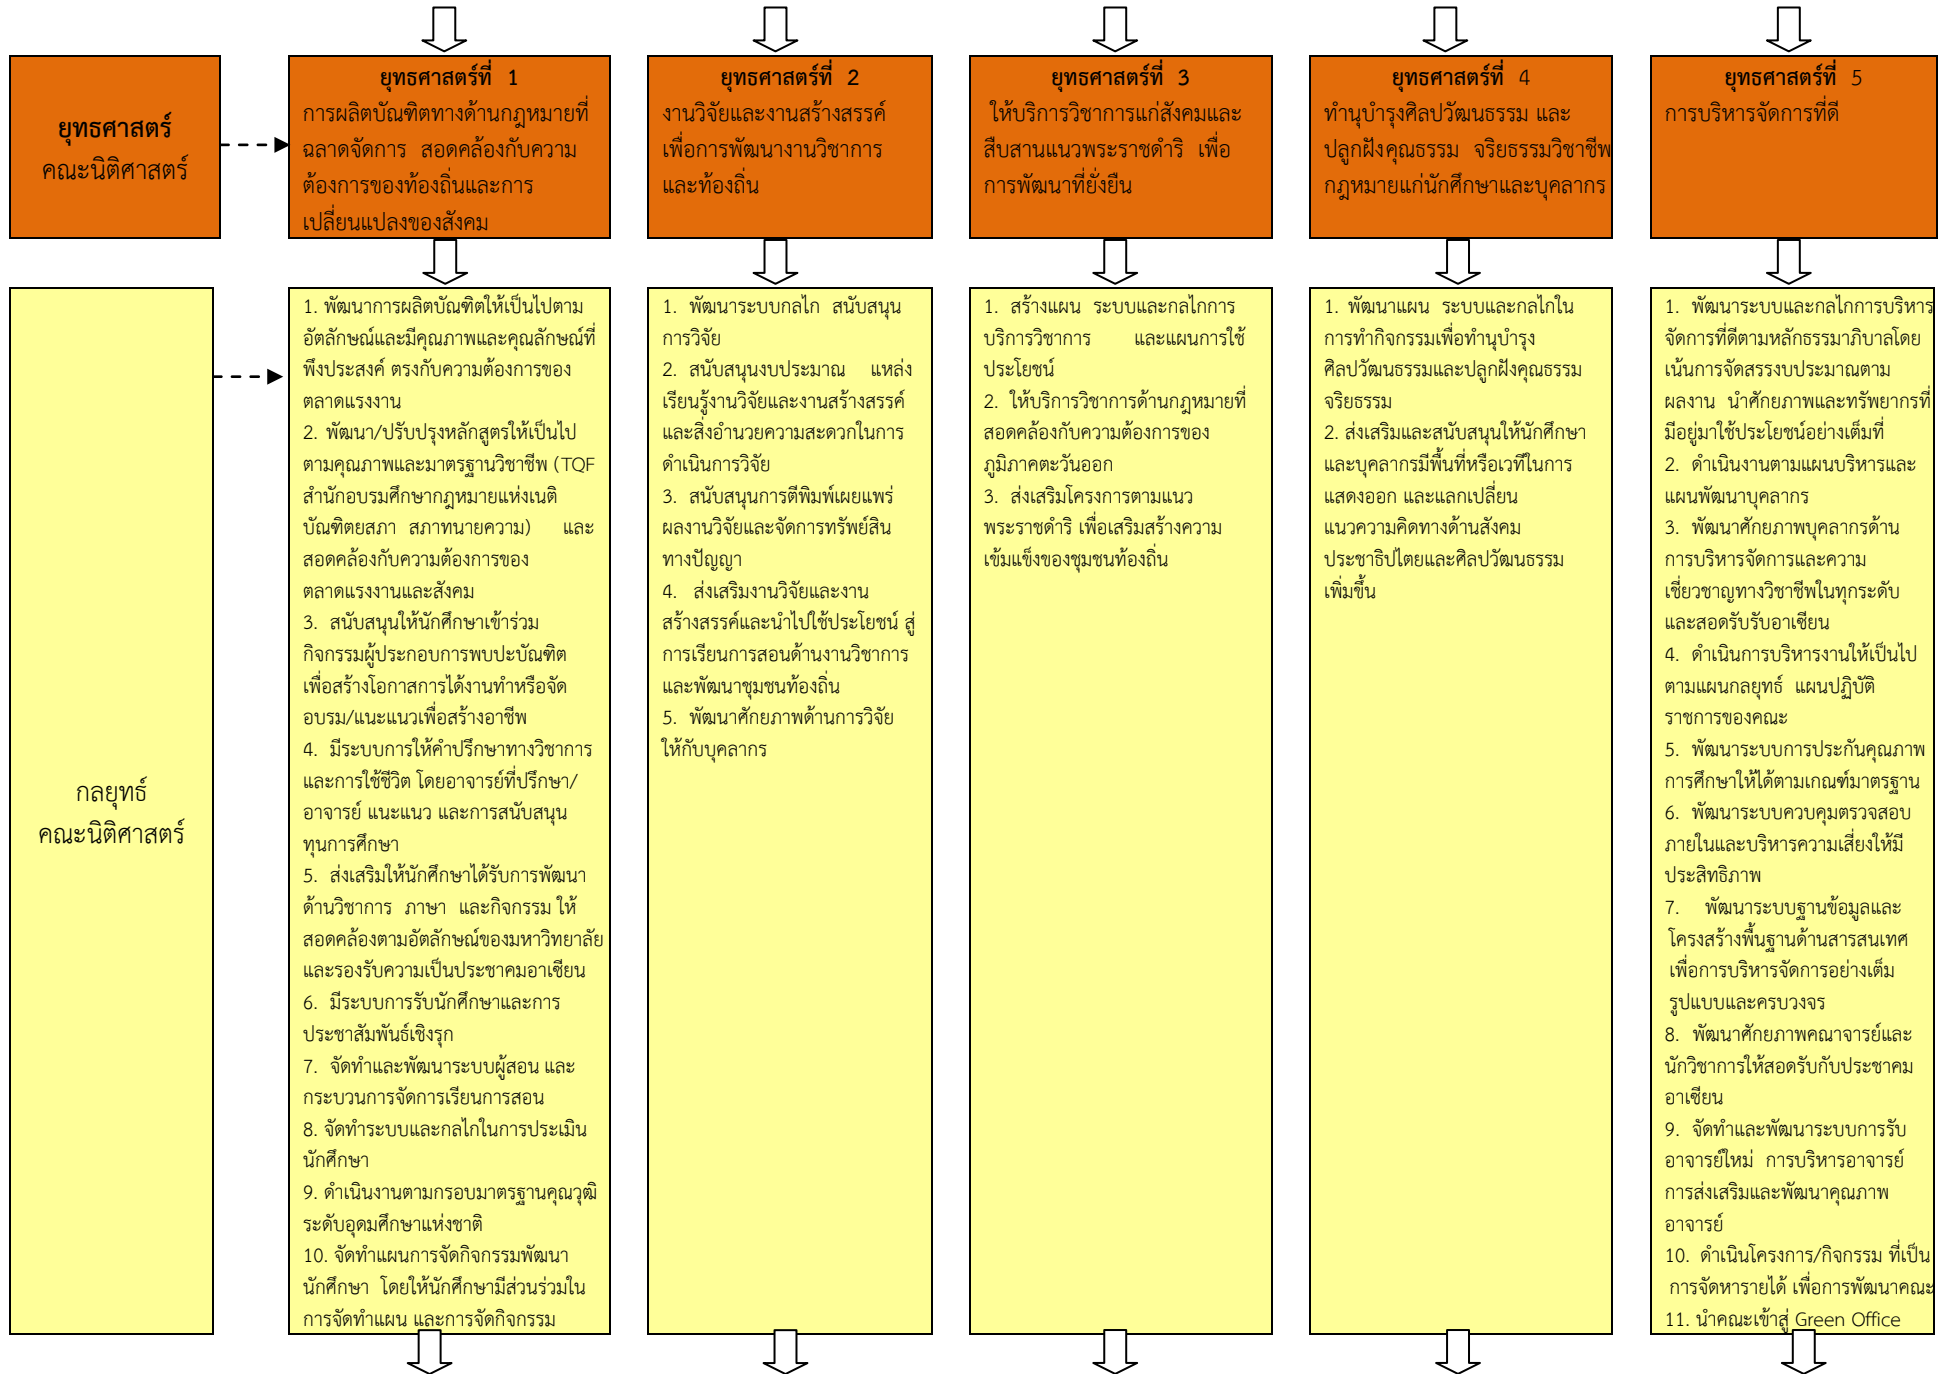 ยุทธศาสตร์
คณะนิติศาสตร์
ยุทธศาสตร์ที่ 1
การผลิตบัณฑิตทางด้านกฎหมายที่
ฉลาดจัดการ สอดคล้องกับความ
ต้องการของท้องถิ่นและการ
เปลี่ยนแปลงของสังคม
ยุทธศาสตร์ที่ 2
งานวิจัยและงานสร้างสรรค์
เพื่อการพัฒนางานวิชาการ
และท้องถิ่น
ยุทธศาสตร์ที่ 3
ให้บริการวิชาการแก่สังคมและ
สืบสานแนวพระราชดำริ เพื่อ
การพัฒนาที่ยั่งยืน
ยุทธศาสตร์ที่ 4
ทำนุบำรุงศิลปวัฒนธรรม และ
ปลูกฝังคุณธรรม จริยธรรมวิชาชีพ
กฎหมายแก่นักศึกษาและบุคลากร
ยุทธศาสตร์ที่ 5
การบริหารจัดการที่ดี
กลยุทธ์
คณะนิติศาสตร์
1. พัฒนาการผลิตบัณฑิตให้เป็นไปตาม
อัตลักษณ์และมีคุณภาพและคุณลักษณ์ที่
พึงประสงค์ ตรงกับความต้องการของ
ตลาดแรงงาน
2. พัฒนา/ปรับปรุงหลักสูตรให้เป็นไป
ตามคุณภาพและมาตรฐานวิชาชีพ (TQF
สำนักอบรมศึกษากฎหมายแห่งเนติ
บัณฑิตยสภา สภาทนายความ) และ
สอดคล้องกับความต้องการของ
ตลาดแรงงานและสังคม
3. สนับสนุนให้นักศึกษาเข้าร่วม
กิจกรรมผู้ประกอบการพบปะบัณฑิต
เพื่อสร้างโอกาสการได้งานทำหรือจัด
อบรม/แนะแนวเพื่อสร้างอาชีพ
4. มีระบบการให้คำปรึกษาทางวิชาการ
และการใช้ชีวิต โดยอาจารย์ที่ปรึกษา/
อาจารย์ แนะแนว และการสนับสนุน
ทุนการศึกษา
5. ส่งเสริมให้นักศึกษาได้รับการพัฒนา
ด้านวิชาการ ภาษา และกิจกรรม ให้
สอดคล้องตามอัตลักษณ์ของมหาวิทยาลัย
และรองรับความเป็นประชาคมอาเซียน
6. มีระบบการรับนักศึกษาและการ
ประชาสัมพันธ์เชิงรุก
7. จัดทำและพัฒนาระบบผู้สอน และ
กระบวนการจัดการเรียนการสอน
8. จัดทำระบบและกลไกในการประเมิน
นักศึกษา
9. ดำเนินงานตามกรอบมาตรฐานคุณวุฒิ
ระดับอุดมศึกษาแห่งชาติ
10. จัดทำแผนการจัดกิจกรรมพัฒนา
นักศึกษา โดยให้นักศึกษามีส่วนร่วมใน
การจัดทำแผน และการจัดกิจกรรม
1. พัฒนาระบบกลไก สนับสนุน
การวิจัย
2. สนับสนุนงบประมาณ แหล่ง
เรียนรู้งานวิจัยและงานสร้างสรรค์
และสิ่งอำนวยความสะดวกในการ
ดำเนินการวิจัย
3. สนับสนุนการตีพิมพ์เผยแพร่
ผลงานวิจัยและจัดการทรัพย์สิน
ทางปัญญา
4. ส่งเสริมงานวิจัยและงาน
สร้างสรรค์และนำไปใช้ประโยชน์ สู่
การเรียนการสอนด้านงานวิชาการ
และพัฒนาชุมชนท้องถิ่น
5. พัฒนาศักยภาพด้านการวิจัย
ให้กับบุคลากร
1. สร้างแผน ระบบและกลไกการ
บริการวิชาการ และแผนการใช้
ประโยชน์
2. ให้บริการวิชาการด้านกฎหมายที่
สอดคล้องกับความต้องการของ
ภูมิภาคตะวันออก
3. ส่งเสริมโครงการตามแนว
พระราชดำริ เพื่อเสริมสร้างความ
เข้มแข็งของชุมชนท้องถิ่น
1. พัฒนาแผน ระบบและกลไกใน
การทำกิจกรรมเพื่อทำนุบำรุง
ศิลปวัฒนธรรมและปลูกฝังคุณธรรม
จริยธรรม
2. ส่งเสริมและสนับสนุนให้นักศึกษา
และบุคลากรมีพื้นที่หรือเวทีในการ
แสดงออก และแลกเปลี่ยน
แนวความคิดทางด้านสังคม
ประชาธิปไตยและศิลปวัฒนธรรม
เพิ่มขึ้น
1. พัฒนาระบบและกลไกการบริหาร
จัดการที่ดีตามหลักธรรมาภิบาลโดย
เน้นการจัดสรรงบประมาณตาม
ผลงาน นำศักยภาพและทรัพยากรที่
มีอยู่มาใช้ประโยชน์อย่างเต็มที่
2. ดำเนินงานตามแผนบริหารและ
แผนพัฒนาบุคลากร
3. พัฒนาศักยภาพบุคลากรด้าน
การบริหารจัดการและความ
เชี่ยวชาญทางวิชาชีพในทุกระดับ
และสอดรับรับอาเซียน
4. ดำเนินการบริหารงานให้เป็นไป
ตามแผนกลยุทธ์ แผนปฏิบัติ
ราชการของคณะ
5. พัฒนาระบบการประกันคุณภาพ
การศึกษาให้ได้ตามเกณฑ์มาตรฐาน
6. พัฒนาระบบควบคุมตรวจสอบ
ภายในและบริหารความเสี่ยงให้มี
ประสิทธิภาพ
7. พัฒนาระบบฐานข้อมูลและ
โครงสร้างพื้นฐานด้านสารสนเทศ
เพื่อการบริหารจัดการอย่างเต็ม
รูปแบบและครบวงจร
8. พัฒนาศักยภาพคณาจารย์และ
นักวิชาการให้สอดรับกับประชาคม
อาเซียน
9. จัดทำและพัฒนาระบบการรับ
อาจารย์ใหม่ การบริหารอาจารย์
การส่งเสริมและพัฒนาคุณภาพ
อาจารย์
10. ดำเนินโครงการ/กิจกรรม ที่เป็น
การจัดหารายได้ เพื่อการพัฒนาคณะ
11. นำคณะเข้าสู่ Green Office